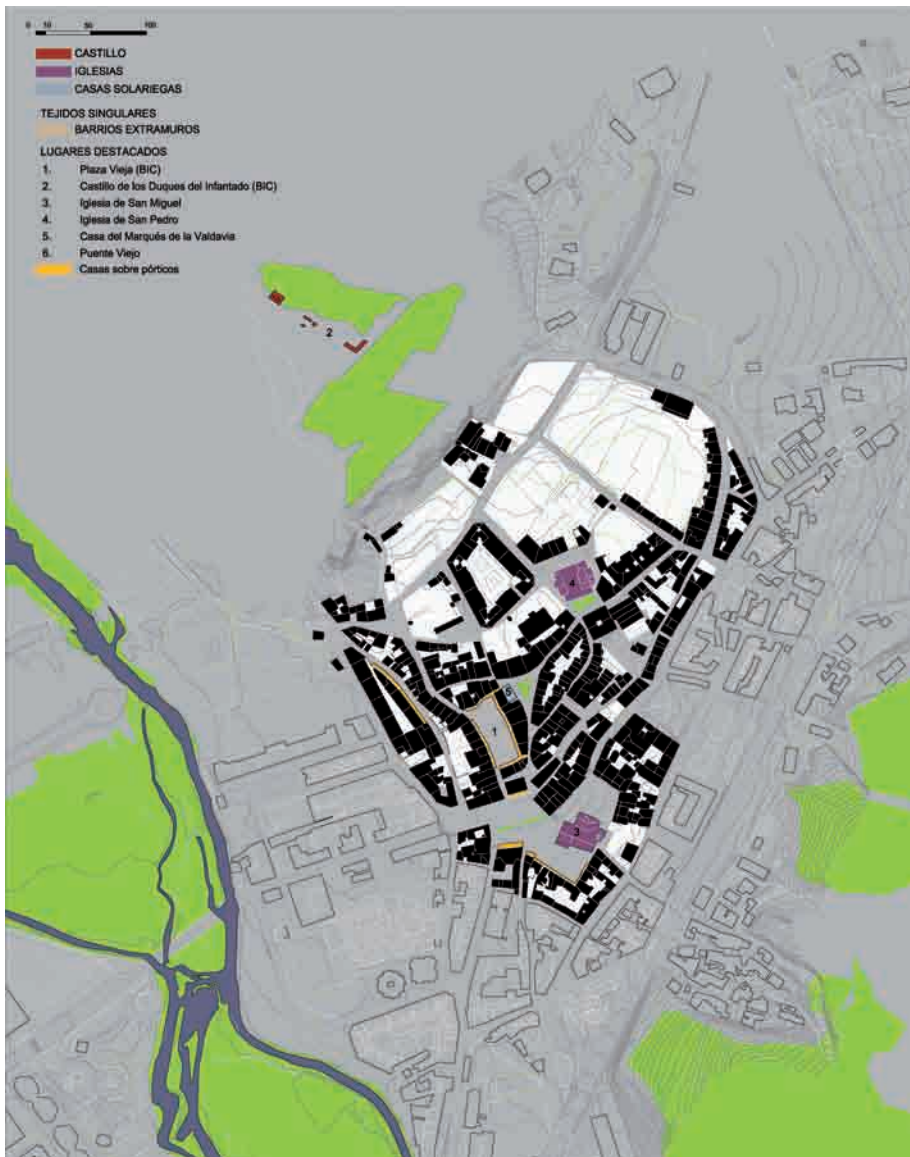 0 10 50 100
CASTILLO
IGLESIAS
CASAS SOLARIEGAS
TEJIDOS SINGULARES
BARRIOS EXTRAMUROS
LUGARES DESTACADOS
1. Plaza Vieja (BIC)
2. Castillo de los Duques del Infantado (BIC)
3. Iglesia de San Miguel
4. Iglesia de San Pedro
5. Casa del Marqués de la Valdavia
6. Puente Viejo
Casas sobre pórticos
2
4
5
1
3